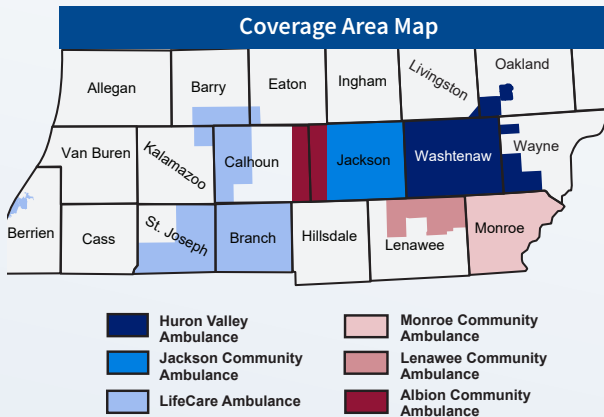 Coverage Area Map
Allegan
Barry
Eaton
Ingham
Livingston
Oakland
Van Buren
Kalamazoo
Calhoun
Jackson
Washtenaw
Wayne
Berrien
Cass
St. Joseph
Branch
Hillsdale
Lenawee
Monroe
Huron Valley
Ambulance
Jackson Community
Ambulance
LifeCare Ambulance
Monroe Community
Ambulance
Lenawee Community
Ambulance
Albion Community
Ambulance